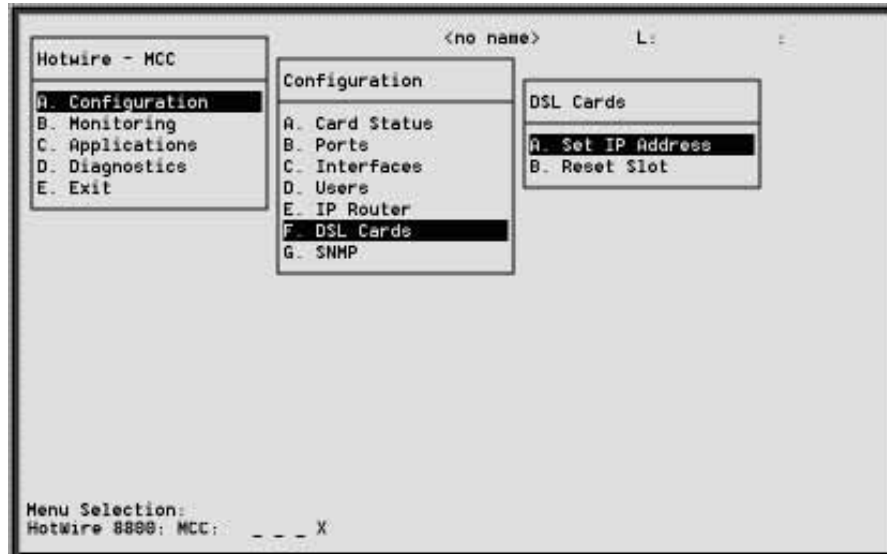 <no name> L: :
Hotwire - MCC
A. Configuration
B. Monitoring
C. Applications
D. Diagnostics
E. Exit
Configuration
A. Card Status
B. Ports
C. Interfaces
D. Users
E. IP Router
F. DSL Cards
G. SNMP
DSL Cards
A. Set IP Address
B. Reset Slot
Menu Selection:
HotWire 8800: MCC: _ _ _ X